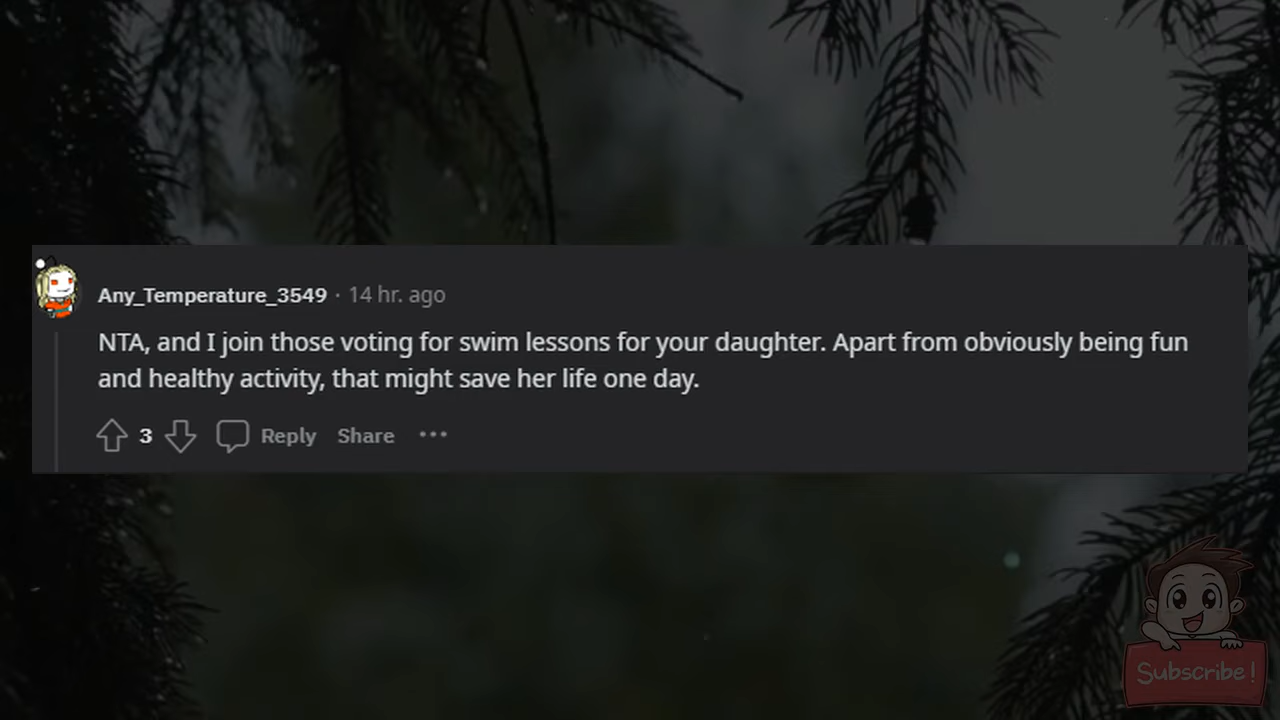 Any_Temperature_3549 · 14 hr. ago
NTA, and I join those voting for swim lessons for your daughter. Apart from obviously being fun
and healthy activity, that might save her life one day.
3 Reply Share ···
Subscribe!